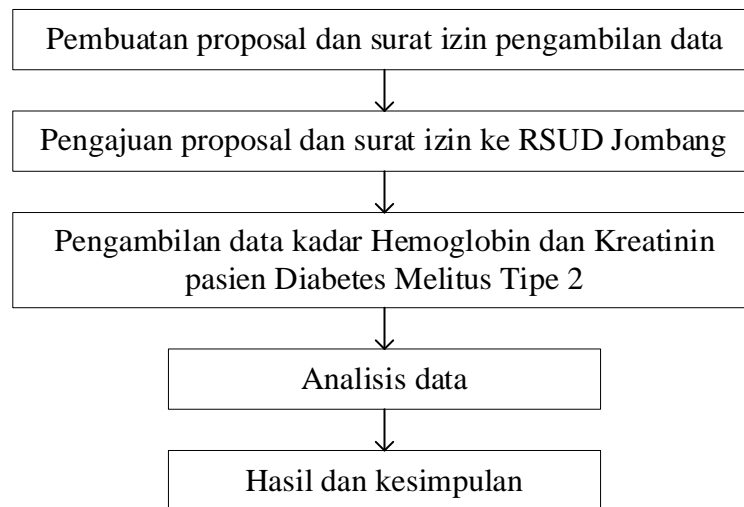 Pembuatan proposal dan surat izin pengambilan data
Pengajuan proposal dan surat izin ke RSUD Jombang
Pengambilan data kadar Hemoglobin dan Kreatinin
pasien Diabetes Melitus Tipe 2
Analisis data
Hasil dan kesimpulan